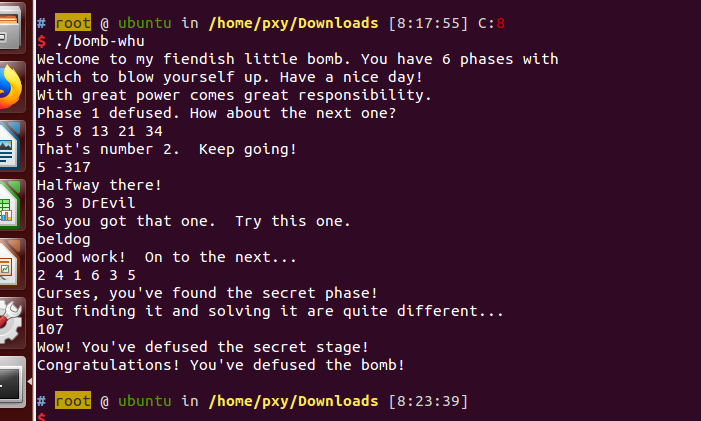 # root @ ubuntu in /home/pxy/Downloads [8:17:55] C:8
$ ./bomb-whu
Welcome to my fiendish little bomb. You have 6 phases with
which to blow yourself up. Have a nice day!
With great power comes great responsibility.
Phase 1 defused. How about the next one?
3 5 8 13 21 34
That's number 2.  Keep going!
5 -317
Halfway there!
36 3 DrEvil
So you got that one.  Try this one.
beldog
Good work!  On to the next...
2 4 1 6 3 5
Curses, you've found the secret phase!
But finding it and solving it are quite different...
107
Wow! You've defused the secret stage!
Congratulations! You've defused the bomb!
# root @ ubuntu in /home/pxy/Downloads [8:23:39]
$